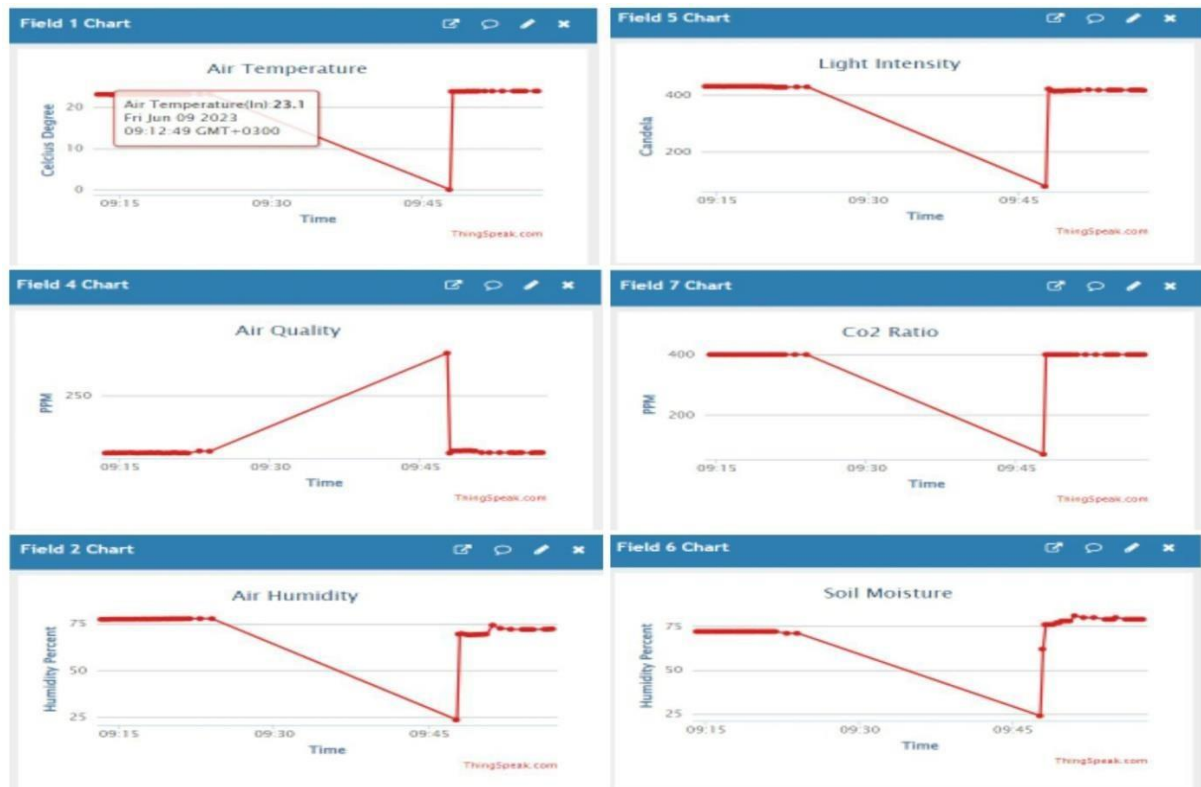 Field 1 Chart
Air Temperature
Celcius Degree
20
10
0
Air Temperature(In) 23.1
Fri Jun 09 2023
09:12:49 GMT+0300
09:15
09:30
09:45
Time
ThingSpeak.com
Field 5 Chart
Light Intensity
Candela
400
200
09:15
09:30
09:45
Time
ThingSpeak.com
Field 4 Chart
Air Quality
PPM
250
09:15
09:30
09:45
Time
ThingSpeak.com
Field 7 Chart
Co2 Ratio
PPM
400
200
09:15
09:30
09:45
Time
ThingSpeak.com
Field 2 Chart
Air Humidity
Humidity Percent
75
50
25
09:15
09:30
09:45
Time
ThingSpeak.com
Field 6 Chart
Soil Moisture
Humidity Percent
75
50
25
09:15
09:30
09:45
Time
ThingSpeak.com